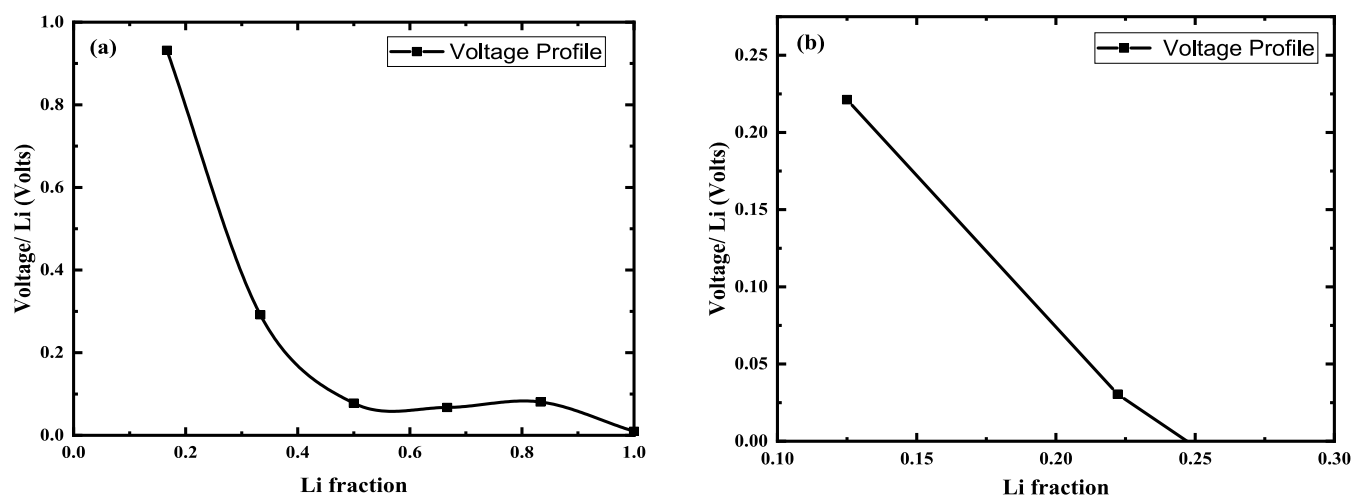 (a)
Voltage Profile
Voltage/ Li (Volts)
1.0
0.8
0.6
0.4
0.2
0.0
0.0 0.2 0.4 0.6 0.8 1.0
Li fraction
(b)
Voltage Profile
Voltage/ Li (Volts)
0.25
0.20
0.15
0.10
0.05
0.00
0.10 0.15 0.20 0.25 0.30
Li fraction